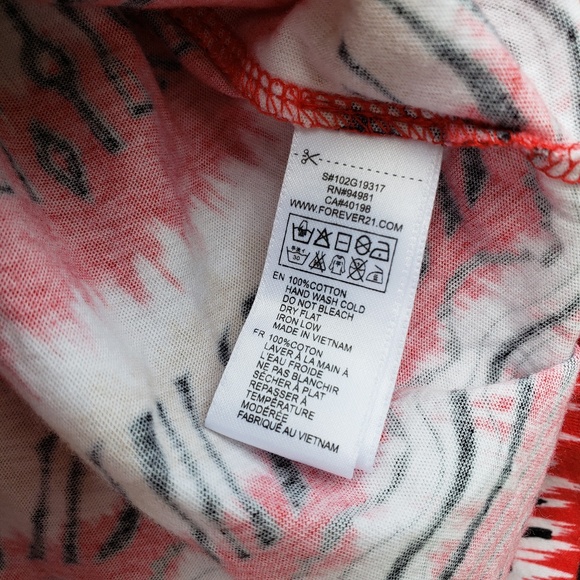 S#102G19317
RN#94981
CA#40198
WWW.FOREVER21.COM
EN 100%COTTON
HAND WASH COLD
DO NOT BLEACH
DRY FLAT
IRON LOW
MADE IN VIETNAM
FR 100%COTON
LAVER À LA MAIN À
L'EAU FROIDE
NE PAS BLANCHIR
SÉCHER À PLAT
REPASSER À
TEMPÉRATURE
MODÉRÉE
FABRIQUÉ AU VIETNAM